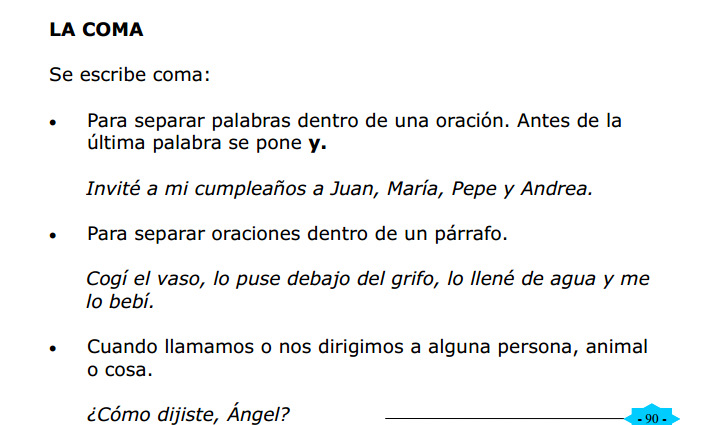 LA COMA
Se escribe coma:
• Para separar palabras dentro de una oración. Antes de la
última palabra se pone y.
Invité a mi cumpleaños a Juan, María, Pepe y Andrea.
• Para separar oraciones dentro de un párrafo.
Cogí el vaso, lo puse debajo del grifo, lo llené de agua y me
lo bebí.
• Cuando llamamos o nos dirigimos a alguna persona, animal
o cosa.
¿Cómo dijiste, Ángel?
- 90 -